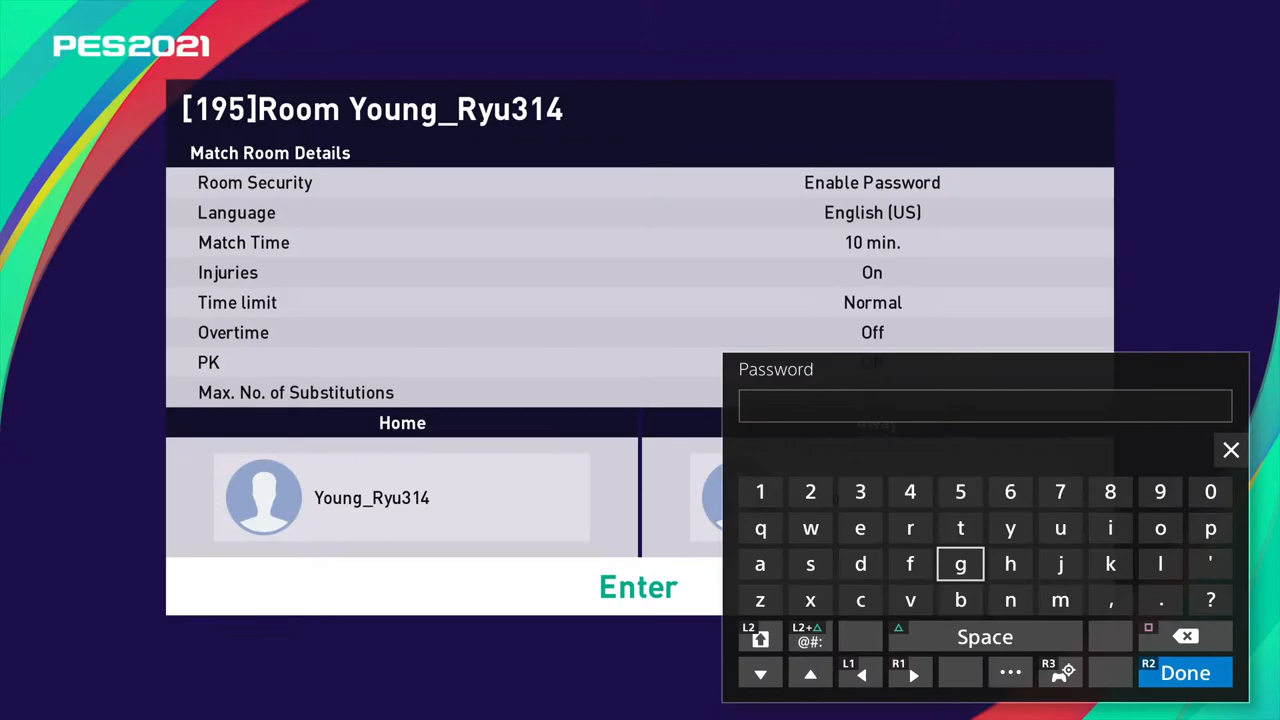 PES2021
[195]Room Young_Ryu314
Match Room Details
Room Security Enable Password
Language English (US)
Match Time 10 min.
Injuries On
Time limit Normal
Overtime Off
PK
Max. No. of Substitutions
Home Away
Young_Ryu314
Enter
Password
1 2 3 4 5 6 7 8 9 0
q w e r t y u i o p
a s d f g h j k l '
z x c v b n m , . ?
L2 L2+△ @#: △ Space □
L1 R1 ... R3 R2 Done